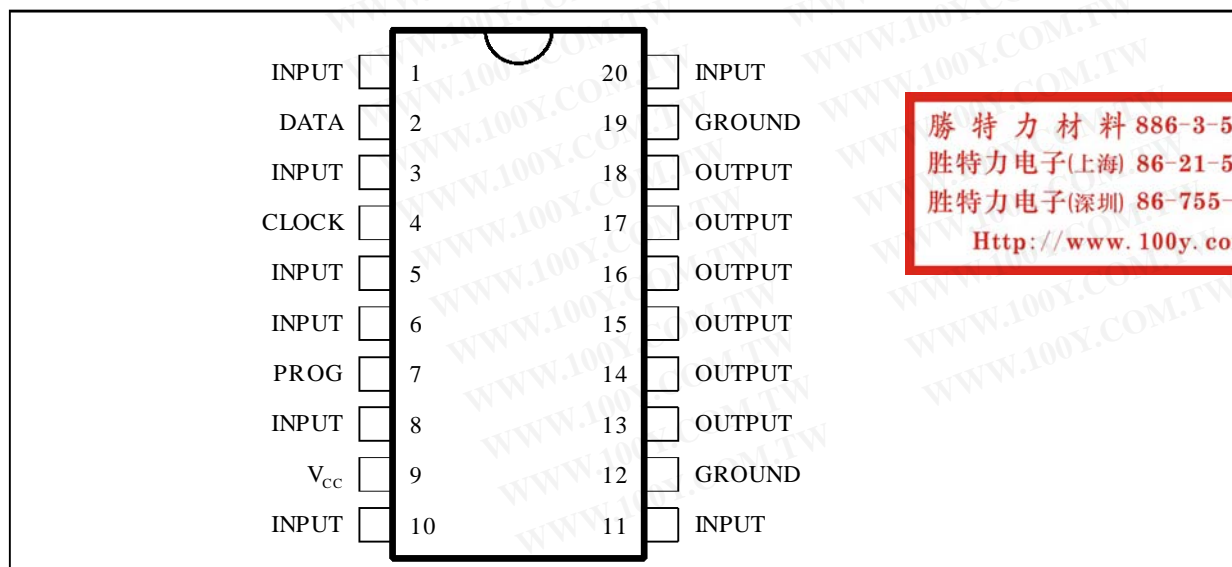 INPUT 1 20 INPUT
DATA 2 19 GROUND
INPUT 3 18 OUTPUT
CLOCK 4 17 OUTPUT
INPUT 5 16 OUTPUT
INPUT 6 15 OUTPUT
PROG 7 14 OUTPUT
INPUT 8 13 OUTPUT
VCC 9 12 GROUND
INPUT 10 11 INPUT
勝 特 力 材 料 886-3-5
胜特力电子(上海) 86-21-5
胜特力电子(深圳) 86-755-
Http://www.100y.co
WWW.100Y.COM.TW